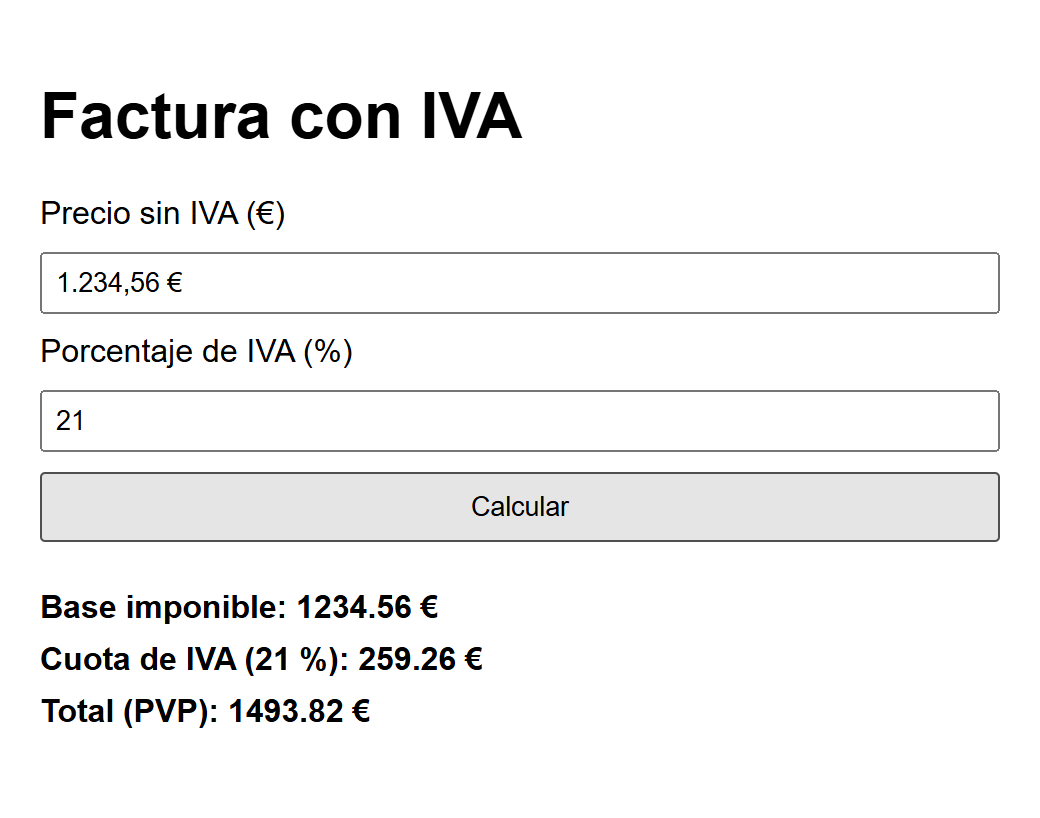 Factura con IVA
Precio sin IVA (€)
1.234,56 €
Porcentaje de IVA (%)
21
Calcular
Base imponible: 1234.56 €
Cuota de IVA (21 %): 259.26 €
Total (PVP): 1493.82 €